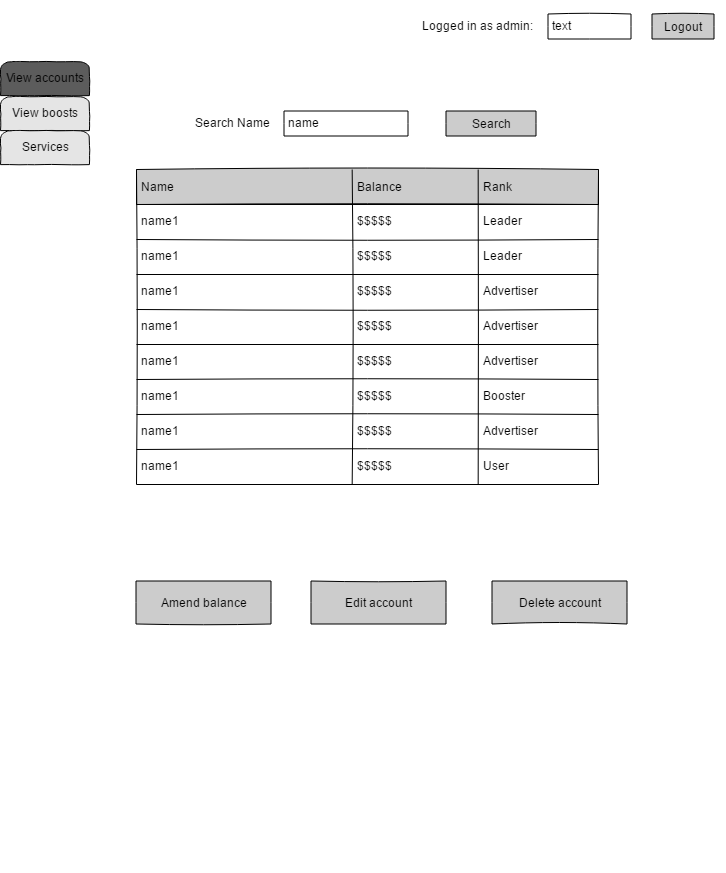 Logged in as admin: text Logout
View accounts
View boosts
Services
Search Name name Search
Name Balance Rank
name1 $$$$$ Leader
name1 $$$$$ Leader
name1 $$$$$ Advertiser
name1 $$$$$ Advertiser
name1 $$$$$ Advertiser
name1 $$$$$ Booster
name1 $$$$$ Advertiser
name1 $$$$$ User
Amend balance Edit account Delete account